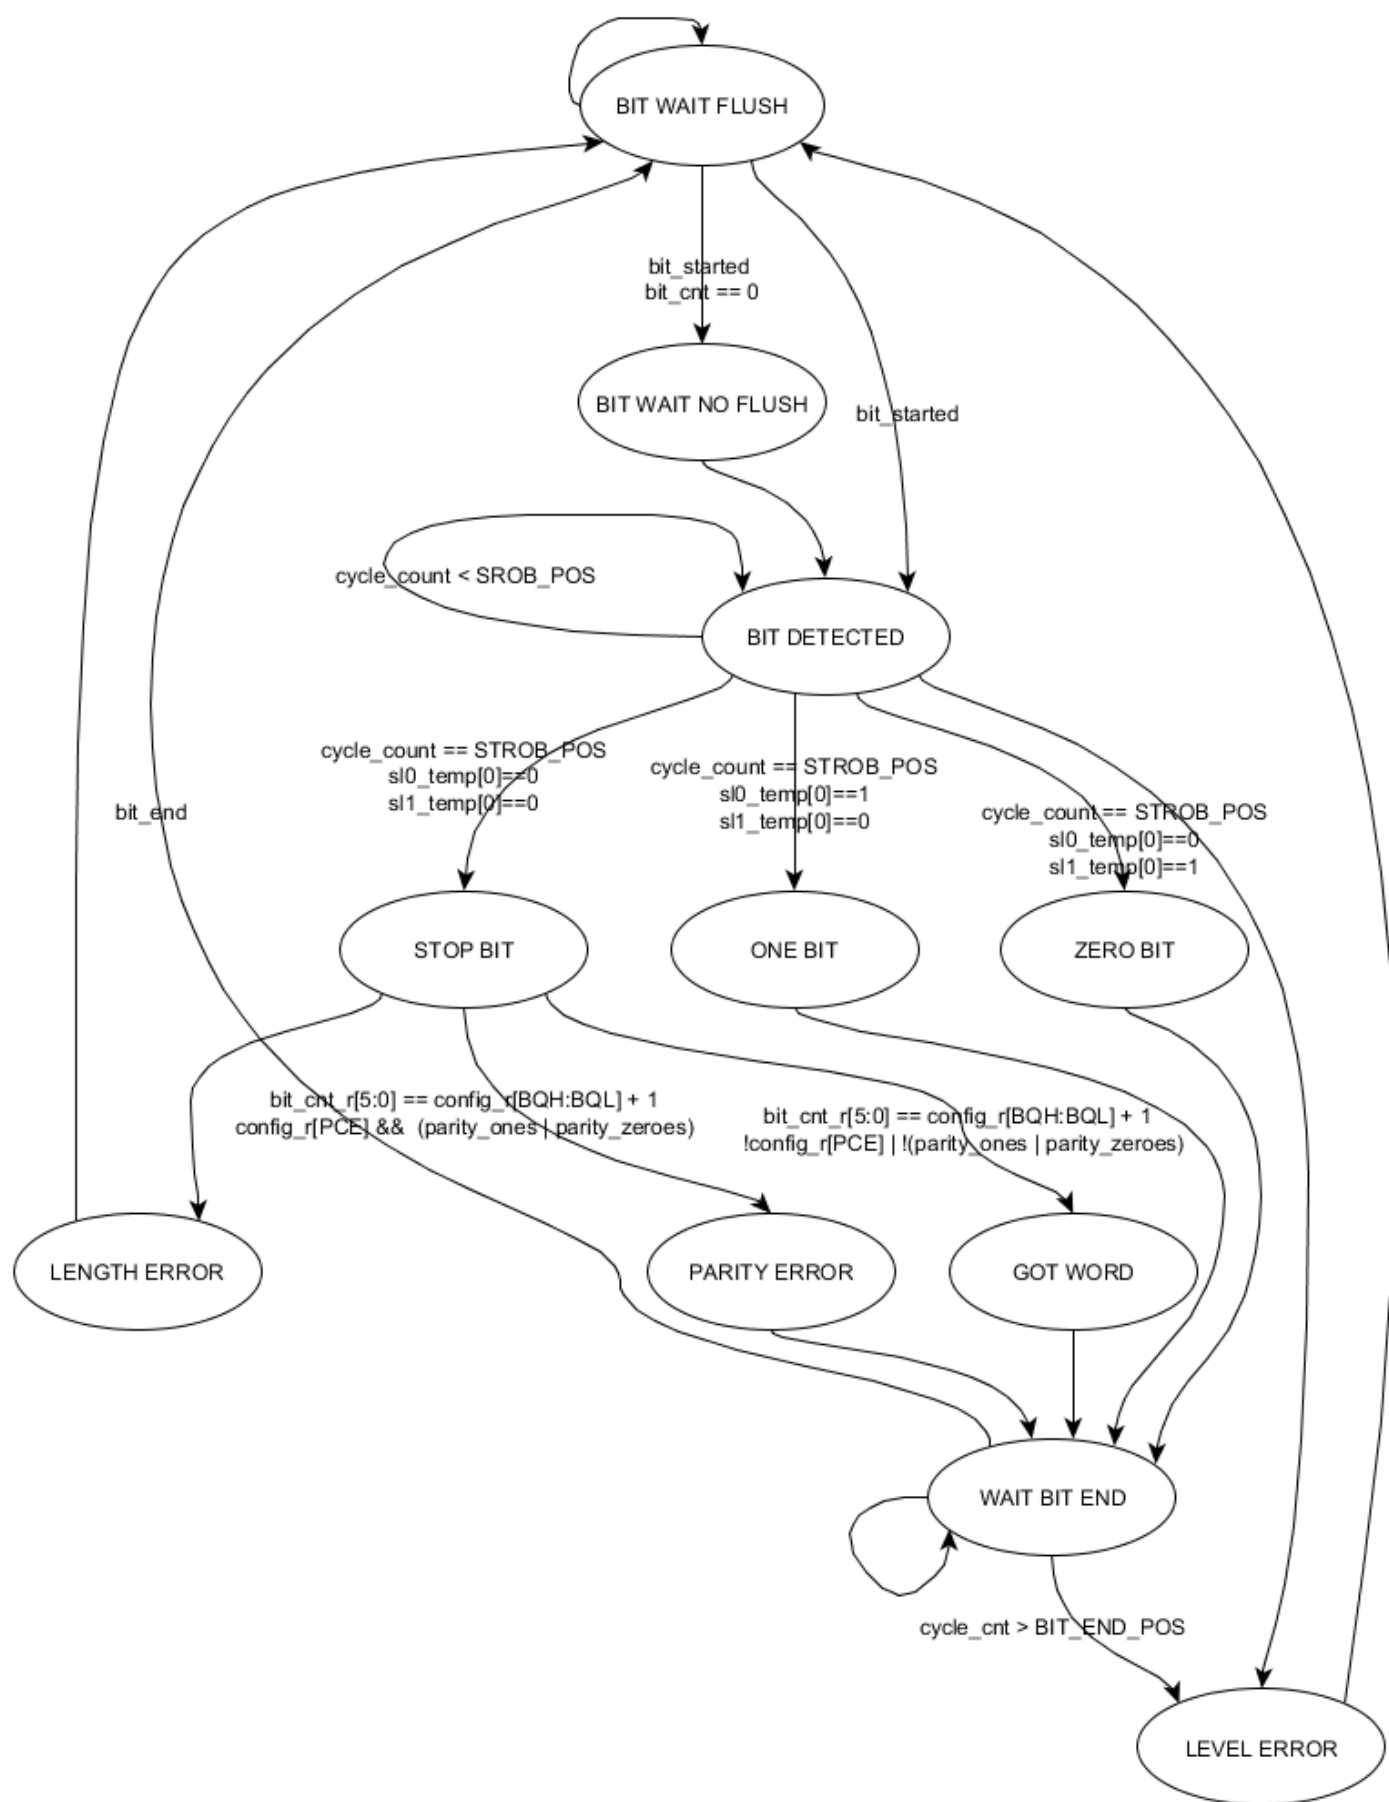 BIT WAIT FLUSH
bit_started
bit_cnt == 0
BIT WAIT NO FLUSH
bit_started
cycle_count < SROB_POS
BIT DETECTED
cycle_count == STROB_POS
sl0_temp[0]==0
sl1_temp[0]==0
cycle_count == STROB_POS
sl0_temp[0]==1
sl1_temp[0]==0
cycle_count == STROB_POS
sl0_temp[0]==0
sl1_temp[0]==1
bit_end
STOP BIT
ONE BIT
ZERO BIT
bit_cnt_r[5:0] == config_r[BQH:BQL] + 1
config_r[PCE] && (parity_ones | parity_zeroes)
bit_cnt_r[5:0] == config_r[BQH:BQL] + 1
!config_r[PCE] | !(parity_ones | parity_zeroes)
LENGTH ERROR
PARITY ERROR
GOT WORD
WAIT BIT END
cycle_cnt > BIT_END_POS
LEVEL ERROR